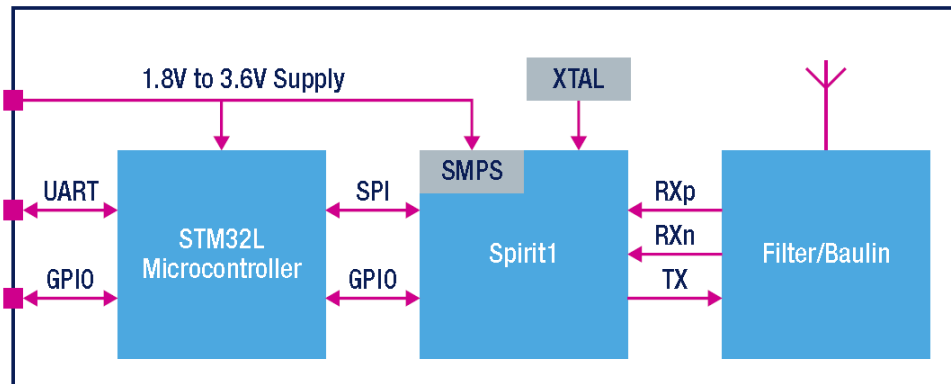 1.8V to 3.6V Supply
XTAL
SMPS
UART
SPI
RXp
STM32L
Microcontroller
Spirit1
RXn
Filter/Baulin
GPIO
GPIO
TX